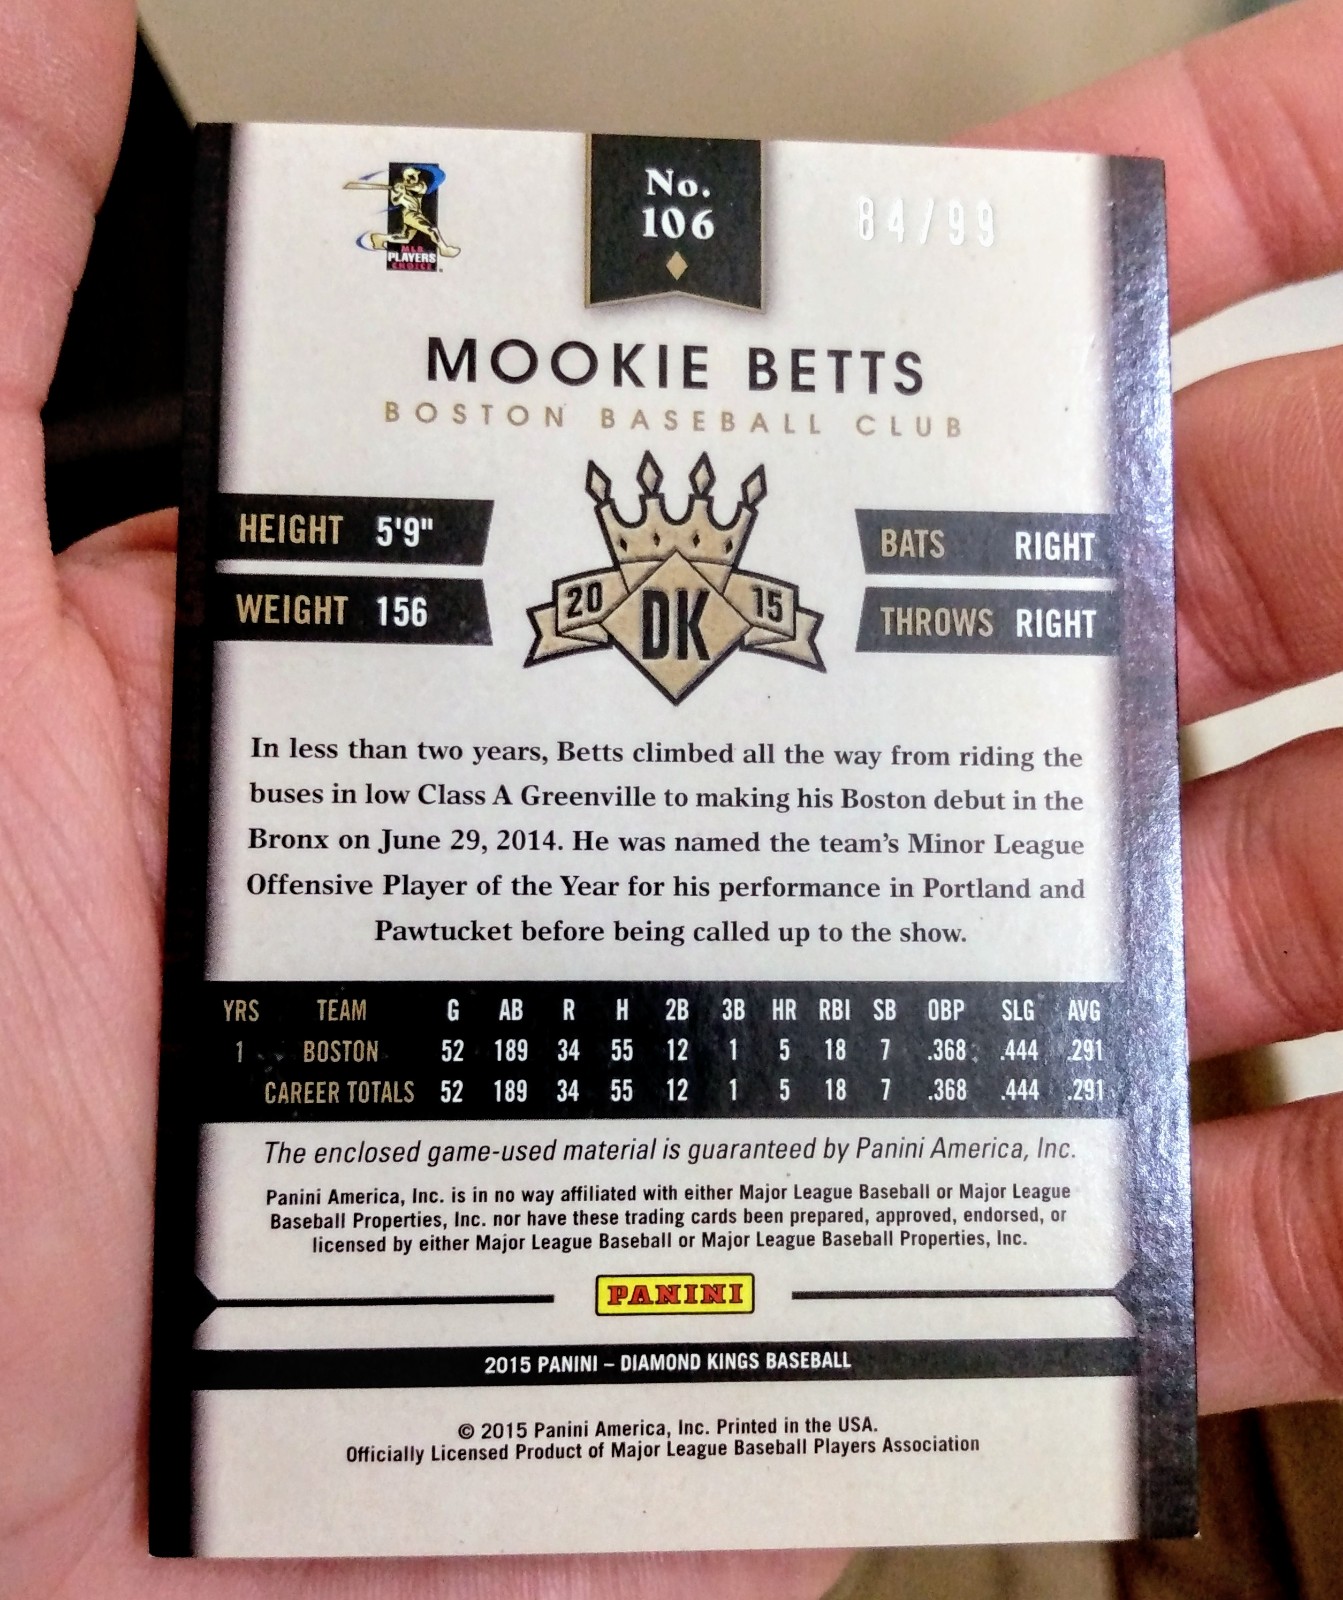 MLB
PLAYERS
CHOICE
No.
106
84/99
MOOKIE BETTS
BOSTON BASEBALL CLUB
HEIGHT 5'9"
WEIGHT 156
20 DK 15
BATS RIGHT
THROWS RIGHT
In less than two years, Betts climbed all the way from riding the
buses in low Class A Greenville to making his Boston debut in the
Bronx on June 29, 2014. He was named the team's Minor League
Offensive Player of the Year for his performance in Portland and
Pawtucket before being called up to the show.
YRS TEAM G AB R H 2B 3B HR RBI SB OBP SLG AVG
1 BOSTON 52 189 34 55 12 1 5 18 7 .368 .444 .291
CAREER TOTALS 52 189 34 55 12 1 5 18 7 .368 .444 .291
The enclosed game-used material is guaranteed by Panini America, Inc.
Panini America, Inc. is in no way affiliated with either Major League Baseball or Major League
Baseball Properties, Inc. nor have these trading cards been prepared, approved, endorsed, or
licensed by either Major League Baseball or Major League Baseball Properties, Inc.
PANINI
2015 PANINI – DIAMOND KINGS BASEBALL
© 2015 Panini America, Inc. Printed in the USA.
Officially Licensed Product of Major League Baseball Players Association